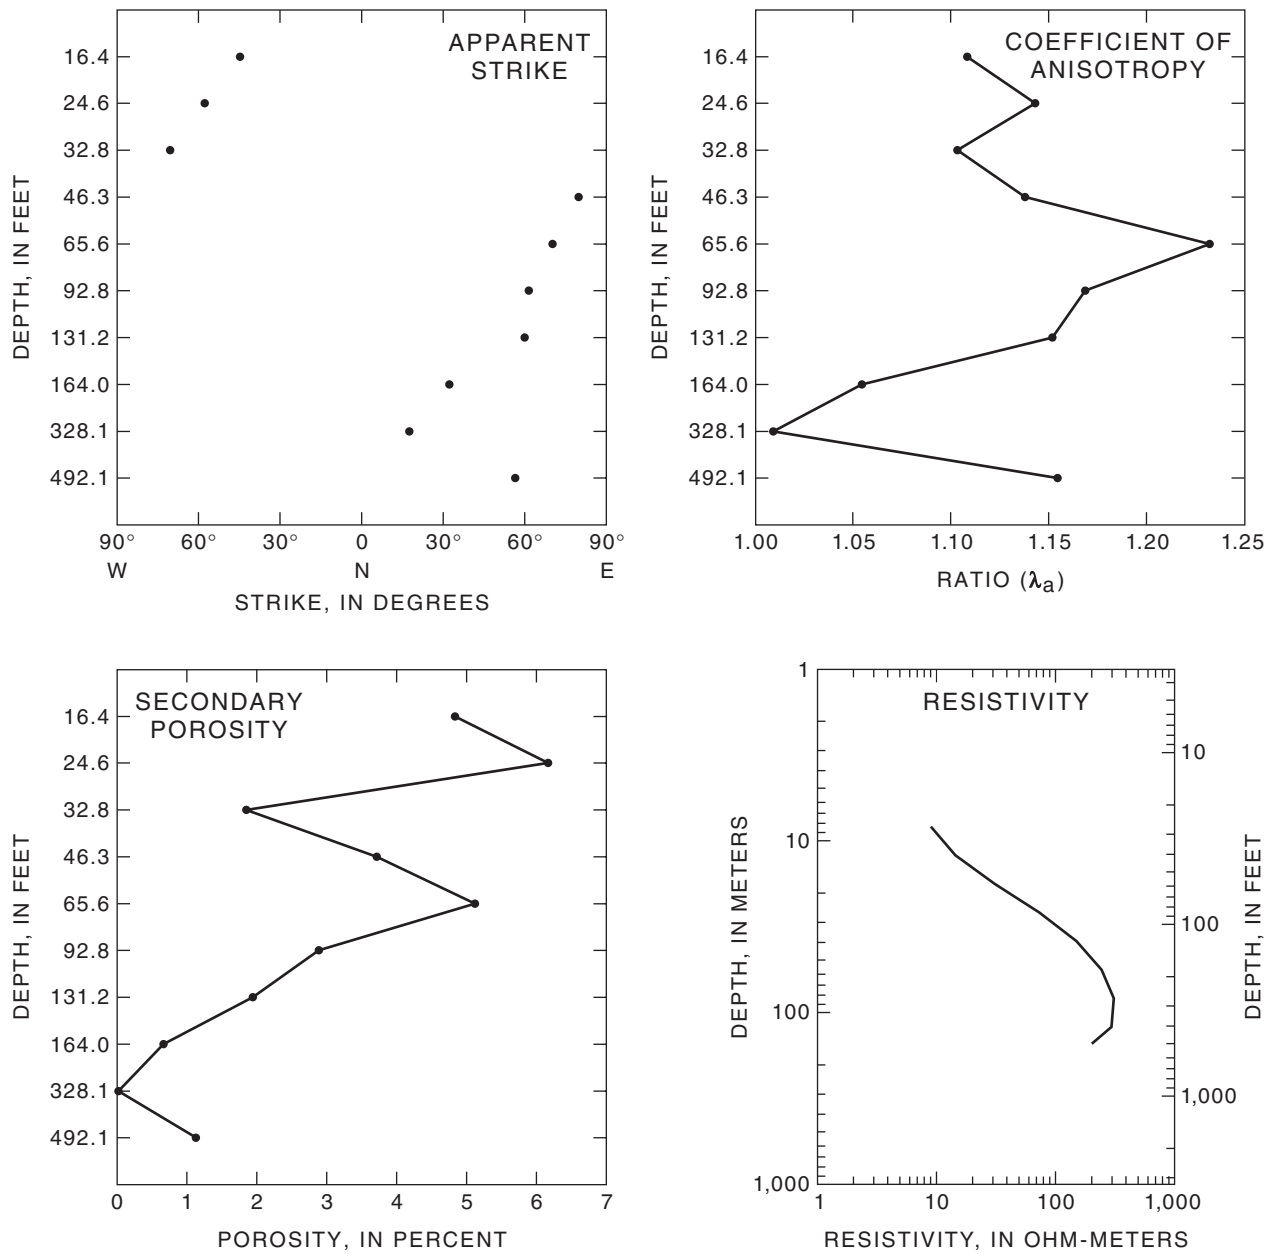 APPARENT
STRIKE
DEPTH, IN FEET
16.4
24.6
32.8
46.3
65.6
92.8
131.2
164.0
328.1
492.1
90° 60° 30° 0 30° 60° 90°
W N E
STRIKE, IN DEGREES
COEFFICIENT OF
ANISOTROPY
DEPTH, IN FEET
16.4
24.6
32.8
46.3
65.6
92.8
131.2
164.0
328.1
492.1
1.00 1.05 1.10 1.15 1.20 1.25
RATIO (λa)
SECONDARY
POROSITY
DEPTH, IN FEET
16.4
24.6
32.8
46.3
65.6
92.8
131.2
164.0
328.1
492.1
0 1 2 3 4 5 6 7
POROSITY, IN PERCENT
RESISTIVITY
DEPTH, IN METERS
1
10
100
1,000
DEPTH, IN FEET
10
100
1,000
1 10 100 1,000
RESISTIVITY, IN OHM-METERS